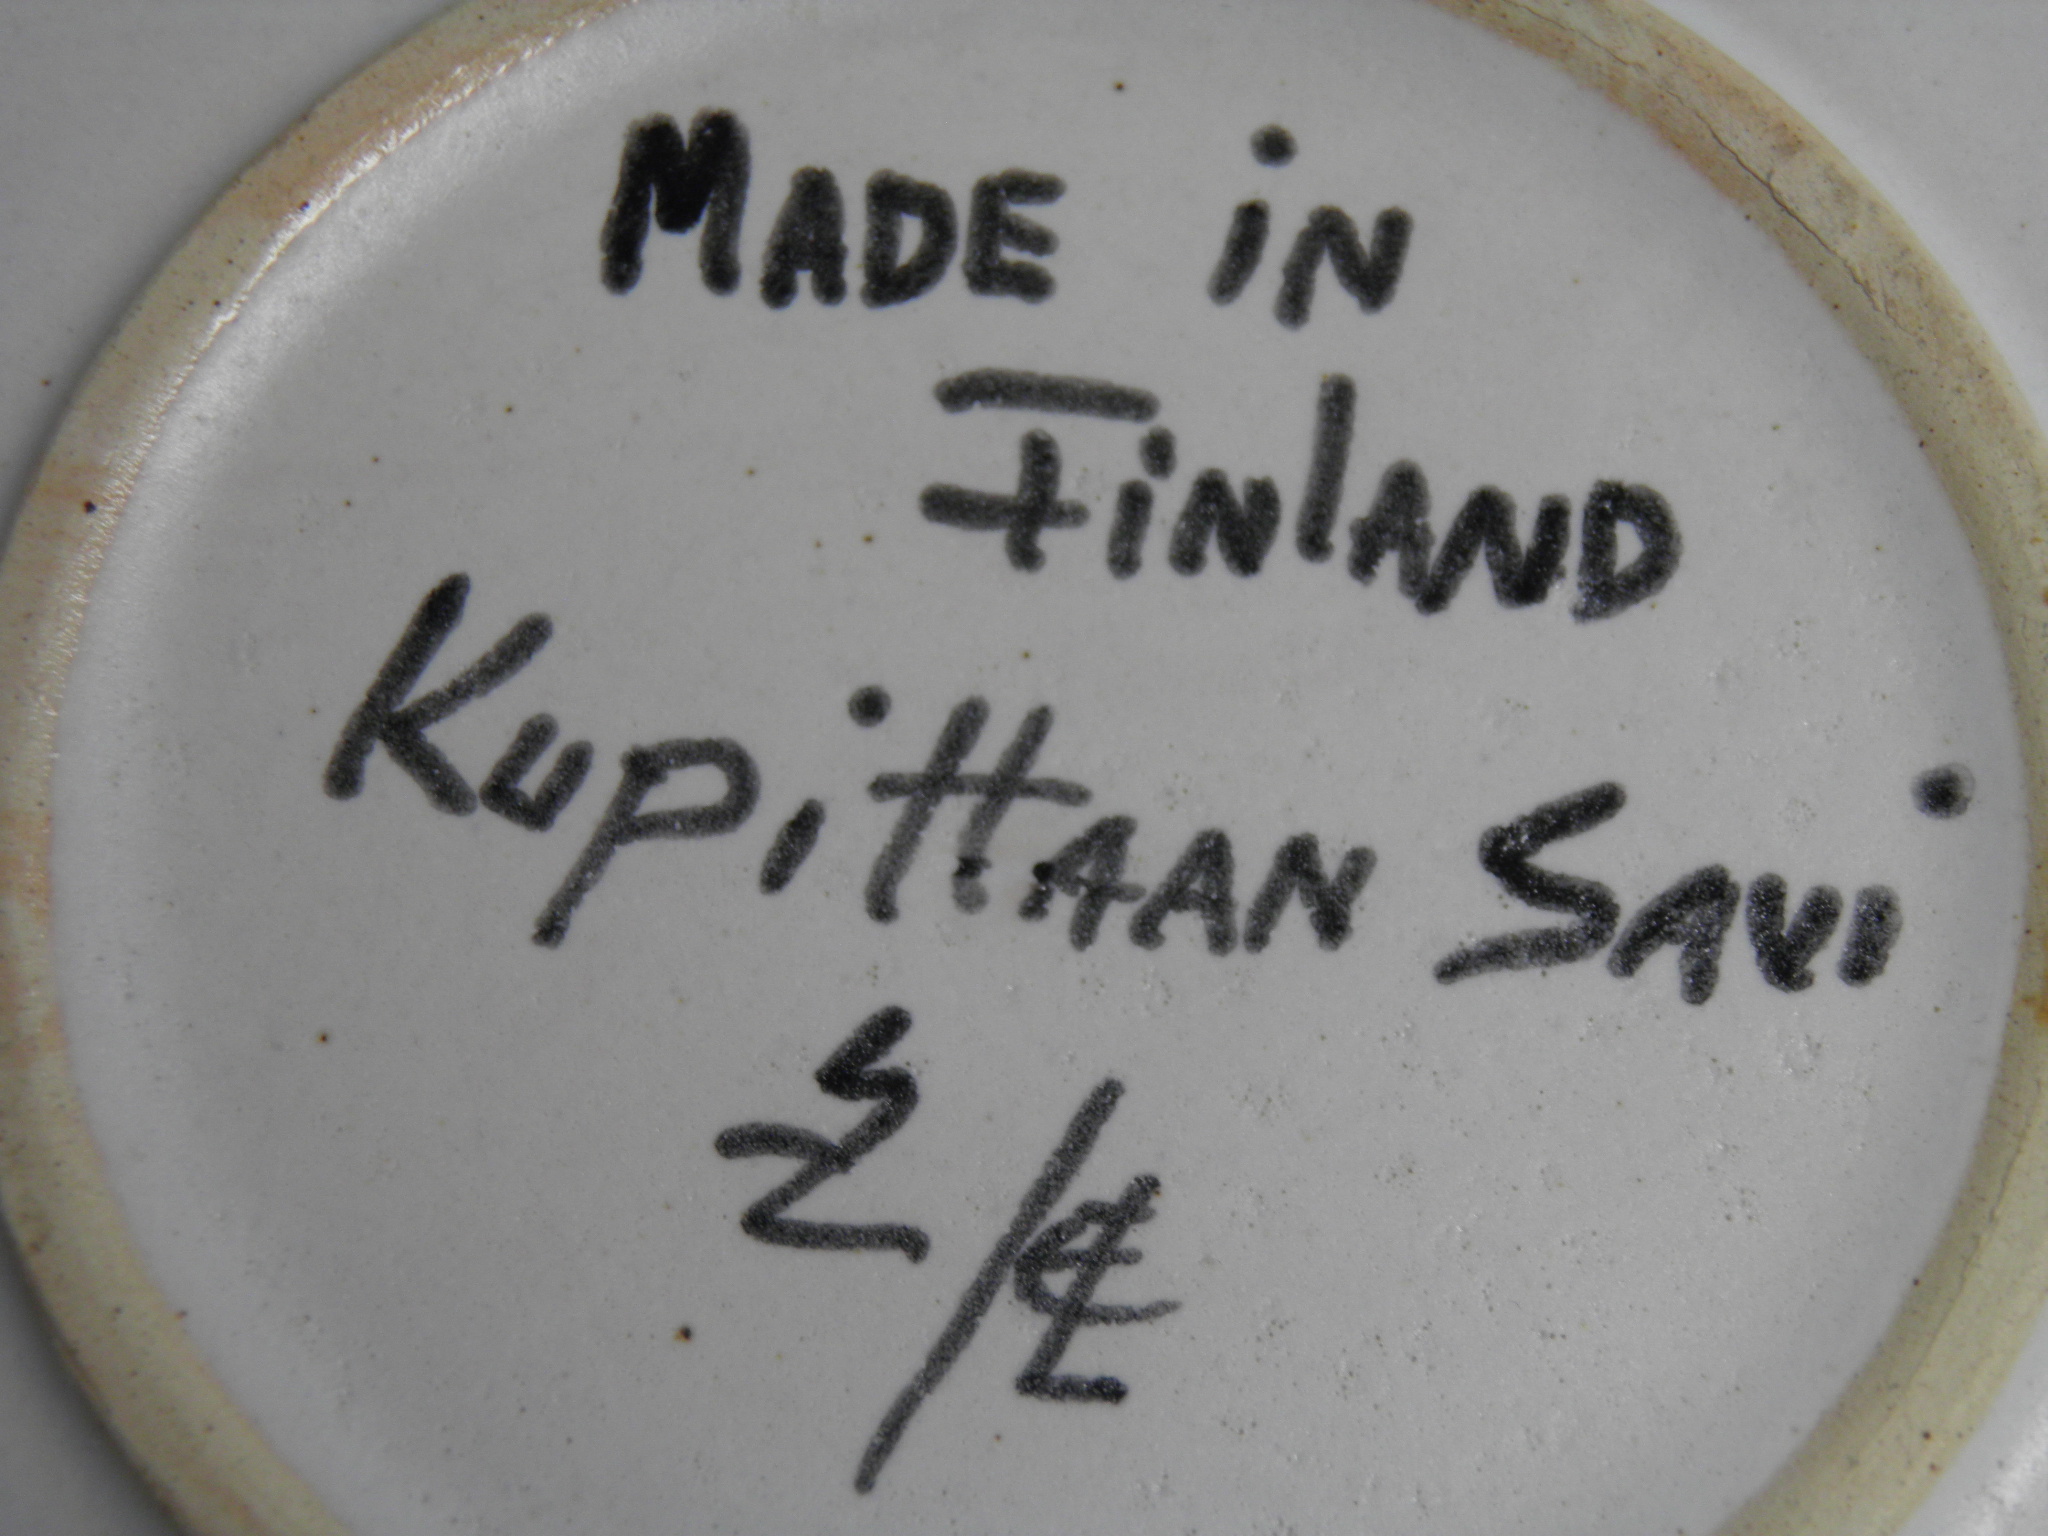 MADE in
FinlAND
KupittAAN SAVi